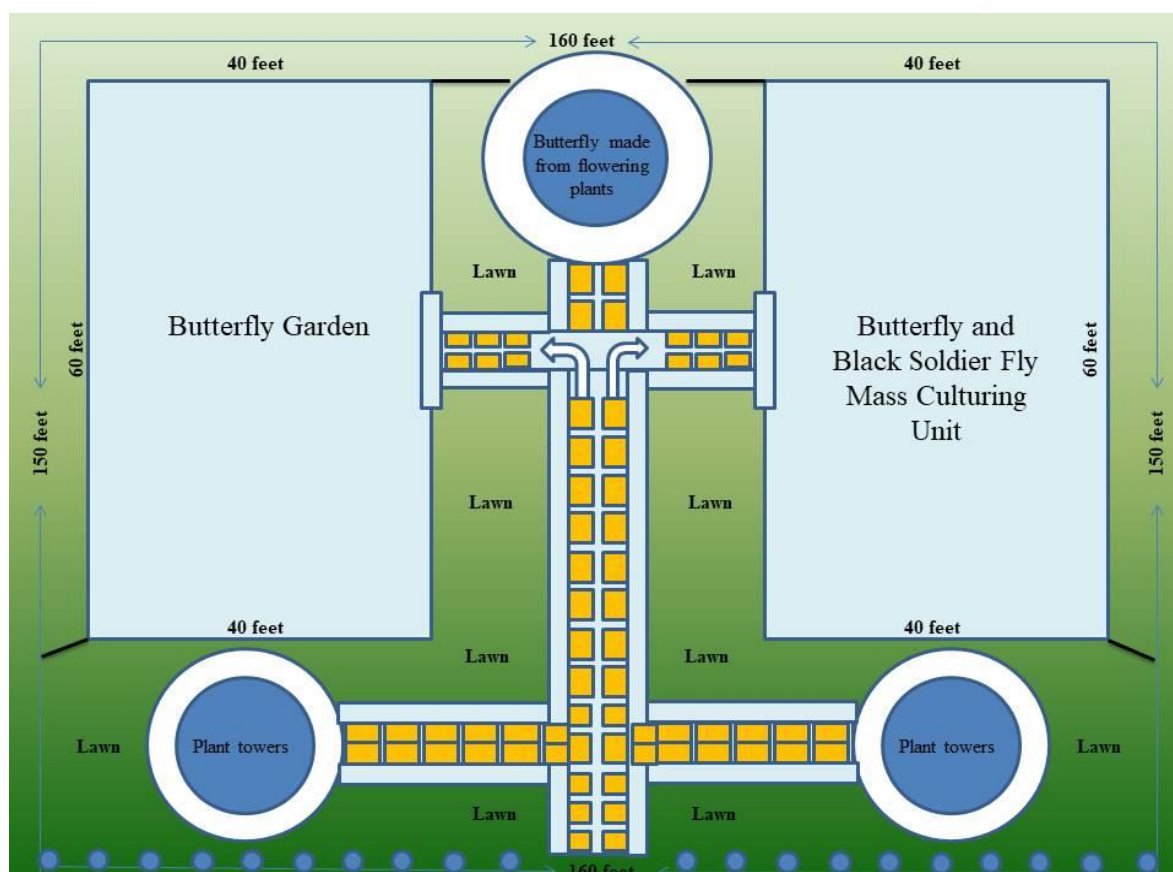 160 feet
40 feet
40 feet
Butterfly made
from flowering
plants
Lawn
Lawn
Butterfly Garden
Butterfly and
Black Soldier Fly
Mass Culturing
Unit
60 feet
60 feet
150 feet
150 feet
Lawn
Lawn
40 feet
40 feet
Lawn
Lawn
Lawn
Plant towers
Plant towers
Lawn
Lawn
Lawn
160 feet